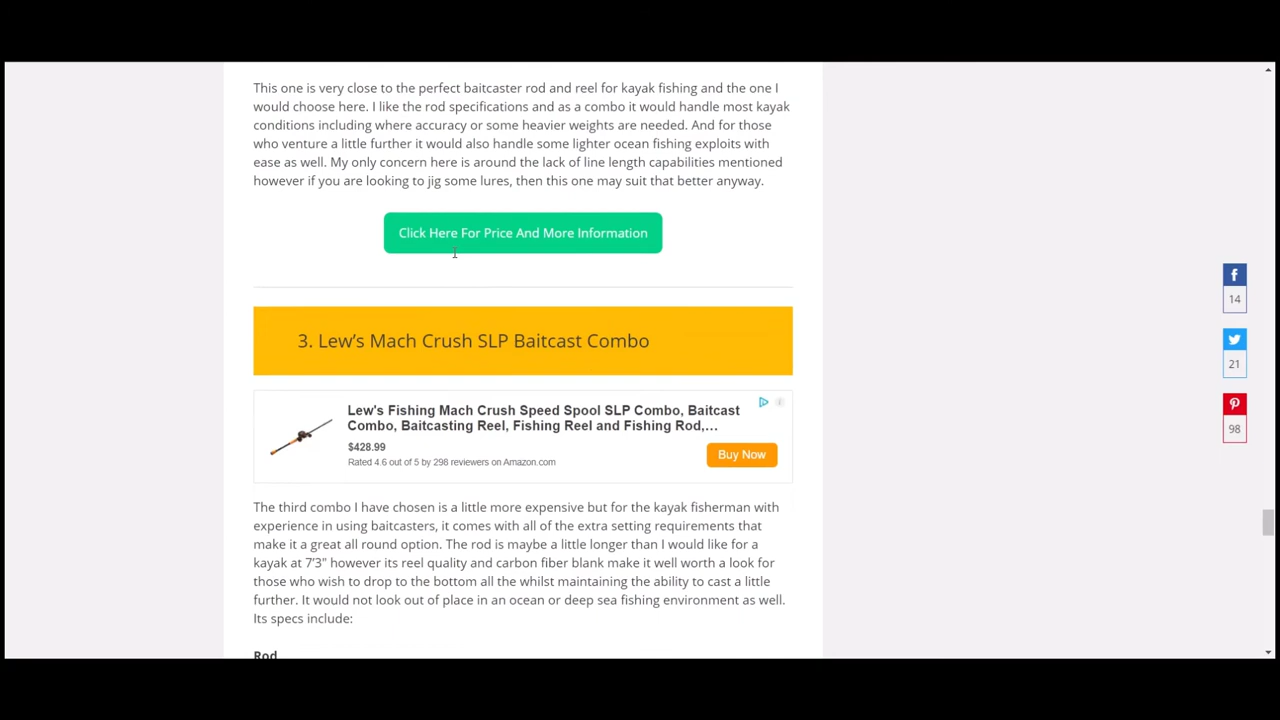 This one is very close to the perfect baitcaster rod and reel for kayak fishing and the one I
would choose here. I like the rod specifications and as a combo it would handle most kayak
conditions including where accuracy or some heavier weights are needed. And for those
who venture a little further it would also handle some lighter ocean fishing exploits with
ease as well. My only concern here is around the lack of line length capabilities mentioned
however if you are looking to jig some lures, then this one may suit that better anyway.
Click Here For Price And More Information
3. Lew’s Mach Crush SLP Baitcast Combo
Lew's Fishing Mach Crush Speed Spool SLP Combo, Baitcast
Combo, Baitcasting Reel, Fishing Reel and Fishing Rod,...
$428.99
Rated 4.6 out of 5 by 298 reviewers on Amazon.com
Buy Now
The third combo I have chosen is a little more expensive but for the kayak fisherman with
experience in using baitcasters, it comes with all of the extra setting requirements that
make it a great all round option. The rod is maybe a little longer than I would like for a
kayak at 7’3” however its reel quality and carbon fiber blank make it well worth a look for
those who wish to drop to the bottom all the whilst maintaining the ability to cast a little
further. It would not look out of place in an ocean or deep sea fishing environment as well.
Its specs include:
Rod
14
21
98